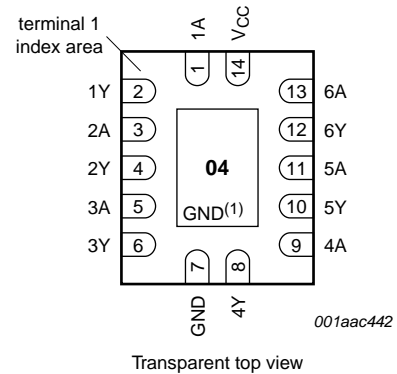 terminal 1
index area
1A
VCC
1
14
1Y 2 13 6A
2A 3 12 6Y
2Y 4 04 11 5A
3A 5 GND(1) 10 5Y
3Y 6 9 4A
7
8
GND
4Y
001aac442
Transparent top view